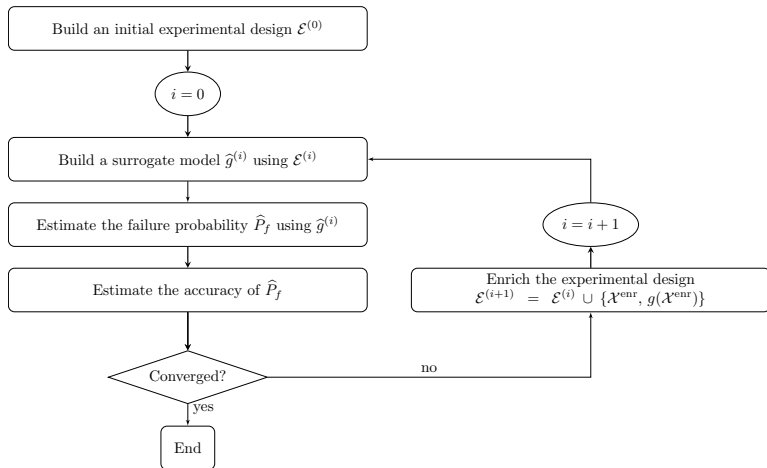 Build an initial experimental design $\mathcal{E}^{(0)}$
$i = 0$
Build a surrogate model $\widehat{g}^{(i)}$ using $\mathcal{E}^{(i)}$
Estimate the failure probability $\widehat{P}_f$ using $\widehat{g}^{(i)}$
$i = i + 1$
Estimate the accuracy of $\widehat{P}_f$
Enrich the experimental design
$\mathcal{E}^{(i+1)} = \mathcal{E}^{(i)} \cup \{\mathcal{X}^{\text{enr}}, g(\mathcal{X}^{\text{enr}})\}$
Converged?
no
yes
End